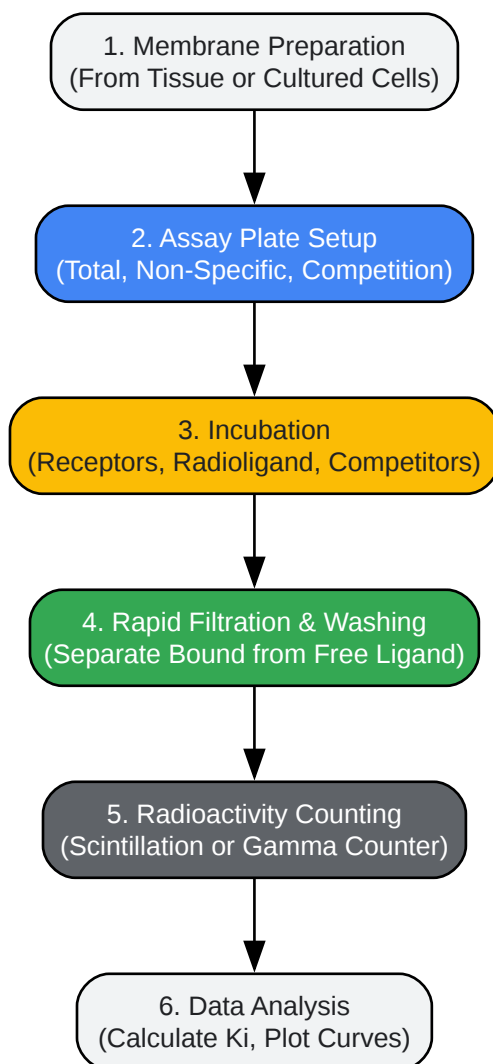 1. Membrane Preparation
(From Tissue or Cultured Cells)
2. Assay Plate Setup
(Total, Non-Specific, Competition)
3. Incubation
(Receptors, Radioligand, Competitors)
4. Rapid Filtration & Washing
(Separate Bound from Free Ligand)
5. Radioactivity Counting
(Scintillation or Gamma Counter)
6. Data Analysis
(Calculate Ki, Plot Curves)